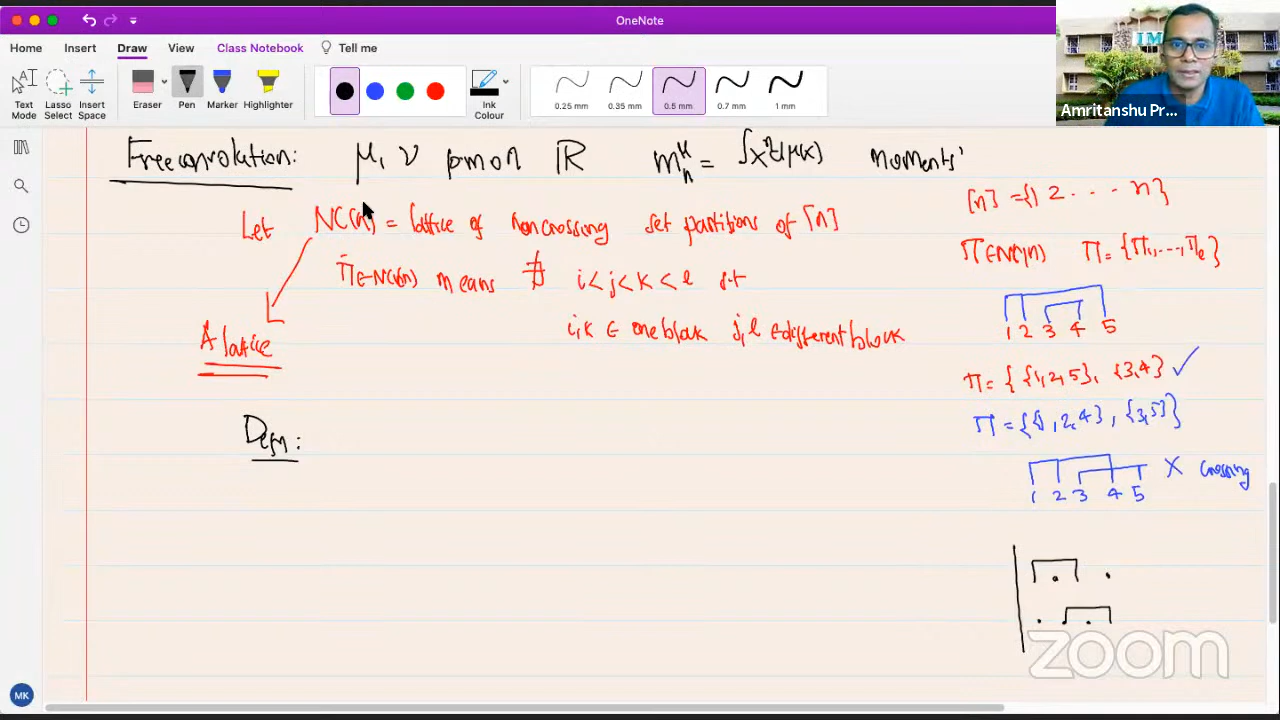 OneNote
Home Insert Draw View Class Notebook Tell me
Text Mode Lasso Select Insert Space Eraser Pen Marker Highlighter Ink Colour 0.25 mm 0.35 mm 0.5 mm 0.7 mm 1 mm
Amritanshu Pr...
Free convolution: μ, ν pm on ℝ m_n^μ = ∫x^n dμ(x) moments
[n] = {1 2 ... n}
Let NC(n) = lattice of noncrossing set partitions of [n]
π ∈ NC(n) π = {π₁, ..., π_ℓ}
π ∈ NC(n) means ∄ i < j < k < l st
1 2 3 4 5
i, k ∈ one block j, l ∈ different block
A lattice
π = { {1,2,5}, {3,4} } ✓
π = {{1,2,4}, {3,5}}
Defn:
X crossing
1 2 3 4 5
zoom
MK